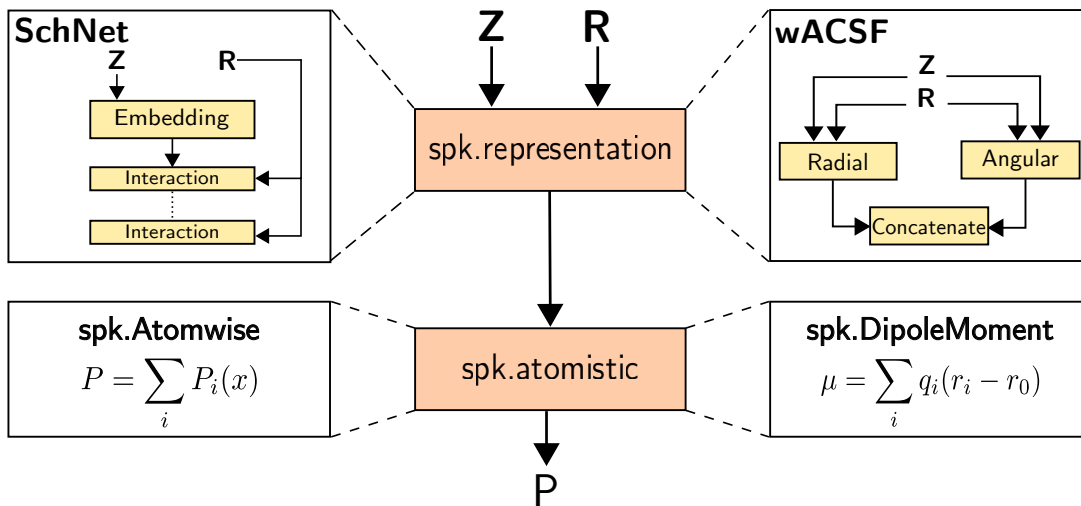 SchNet
Z
R
Embedding
Interaction
Interaction
Z R
spk.representation
wACSF
Z
R
Radial
Angular
Concatenate
spk.Atomwise
P = ∑_i P_i(x)
spk.atomistic
spk.DipoleMoment
μ = ∑_i q_i(r_i − r_0)
P